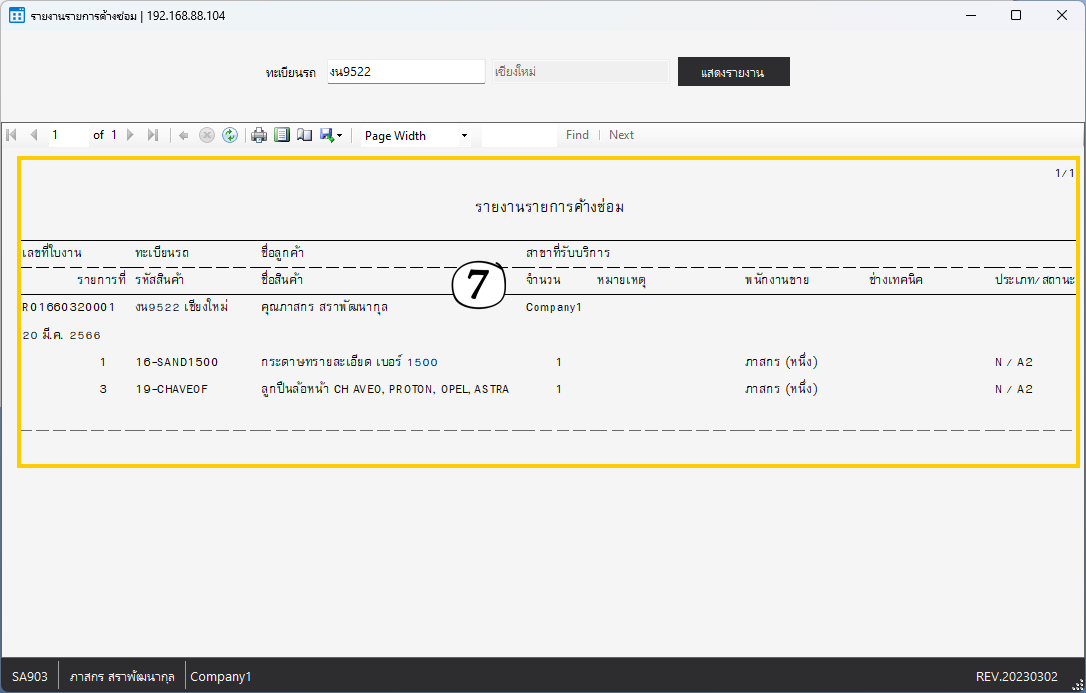 รายงานรายการค้างซ่อม | 192.168.88.104
ทะเบียนรถ งน9522 เชียงใหม่ แสดงรายงาน
1 of 1 Page Width Find Next
1/1
รายงานรายการค้างซ่อม
เลขที่ใบงาน ทะเบียนรถ ชื่อลูกค้า สาขาที่รับบริการ
รายการที่ รหัสสินค้า ชื่อสินค้า จำนวน หมายเหตุ พนักงานขาย ช่างเทคนิค ประเภท/สถานะ
R01660320001 งน9522 เชียงใหม่ คุณภาสกร สราพัฒนากุล Company1
20 มี.ค. 2566
1 16-SAND1500 กระดาษทรายละเอียด เบอร์ 1500 1 ภาสกร (หนึ่ง) N / A2
3 19-CHAVEOF ลูกปืนล้อหน้า CH AVEO, PROTON, OPEL, ASTRA 1 ภาสกร (หนึ่ง) N / A2
7
SA903 ภาสกร สราพัฒนากุล Company1 REV.20230302